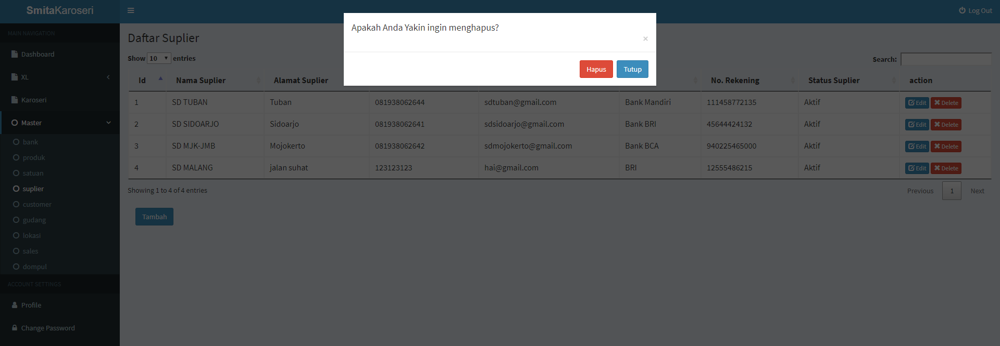 SmitaKaroseri
Log Out
Apakah Anda Yakin ingin menghapus?
×
Hapus Tutup
MAIN NAVIGATION
Dashboard
XL
Karoseri
Master
bank
produk
satuan
suplier
customer
gudang
lokasi
sales
dompul
ACCOUNT SETTINGS
Profile
Change Password
Daftar Suplier
Show 10 entries
Search:
Id Nama Suplier Alamat Suplier No. Rekening Status Suplier action
1 SD TUBAN Tuban 081938062644 sdtuban@gmail.com Bank Mandiri 111458772135 Aktif Edit Delete
2 SD SIDOARJO Sidoarjo 081938062641 sdsidoarjo@gmail.com Bank BRI 45644424132 Aktif Edit Delete
3 SD MJK-JMB Mojokerto 081938062642 sdmojokerto@gmail.com Bank BCA 940225465000 Aktif Edit Delete
4 SD MALANG jalan suhat 123123123 hai@gmail.com BRI 12555486215 Aktif Edit Delete
Showing 1 to 4 of 4 entries
Previous 1 Next
Tambah